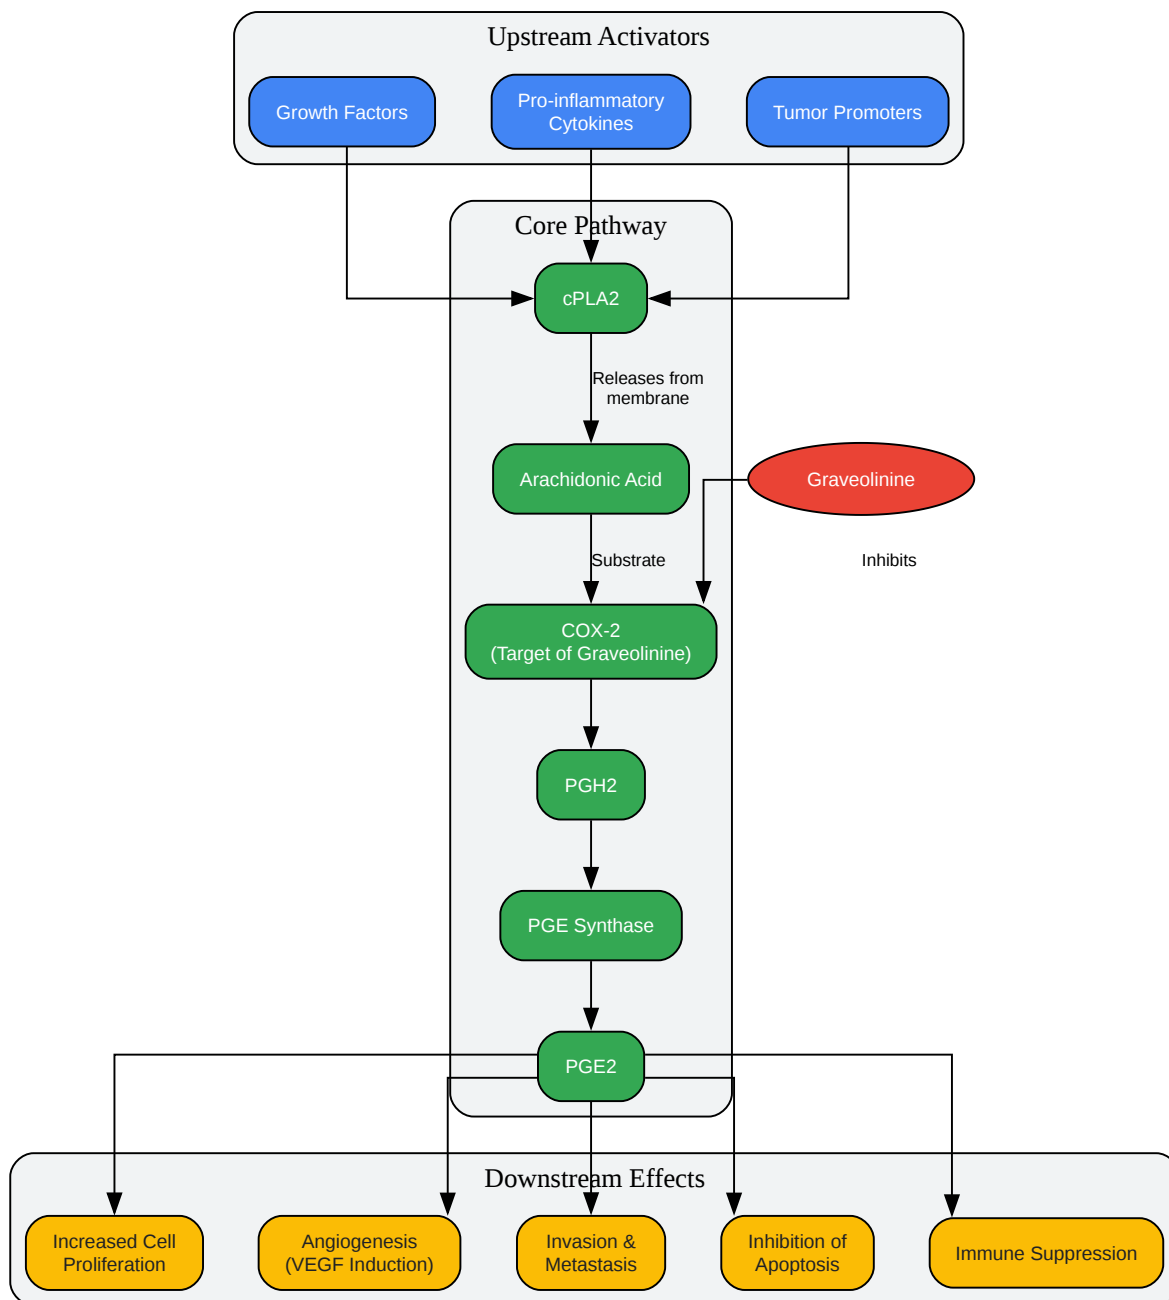 Upstream Activators
Growth Factors
Pro-inflammatory
Cytokines
Tumor Promoters
Core Pathway
cPLA2
Releases from
membrane
Arachidonic Acid
Graveolinine
Substrate
Inhibits
COX-2
(Target of Graveolinine)
PGH2
PGE Synthase
PGE2
Downstream Effects
Increased Cell
Proliferation
Angiogenesis
(VEGF Induction)
Invasion &
Metastasis
Inhibition of
Apoptosis
Immune Suppression